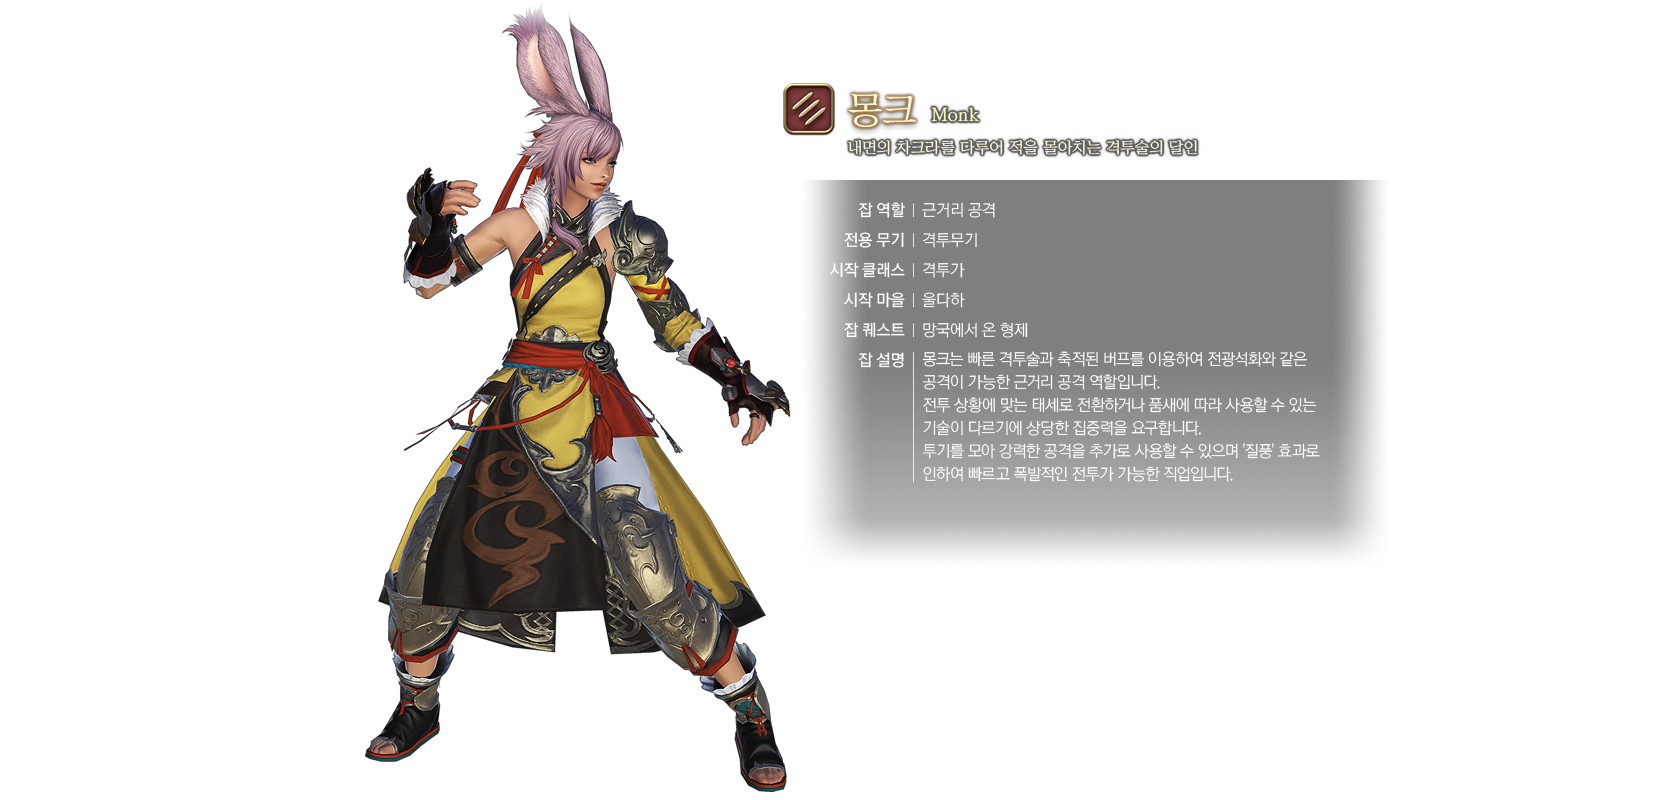 몽크 Monk
내면의 차크라를 다루어 적을 몰아치는 격투술의 달인
잡 역할 근거리 공격
전용 무기 격투무기
시작 클래스 격투가
시작 마을 울다하
잡 퀘스트 망국에서 온 형제
잡 설명 몽크는 빠른 격투술과 축적된 버프를 이용하여 전광석화와 같은
공격이 가능한 근거리 공격 역할입니다.
전투 상황에 맞는 태세로 전환하거나 품새에 따라 사용할 수 있는
기술이 다르기에 상당한 집중력을 요구합니다.
투기를 모아 강력한 공격을 추가로 사용할 수 있으며 '질풍' 효과로
인하여 빠르고 폭발적인 전투가 가능한 직업입니다.